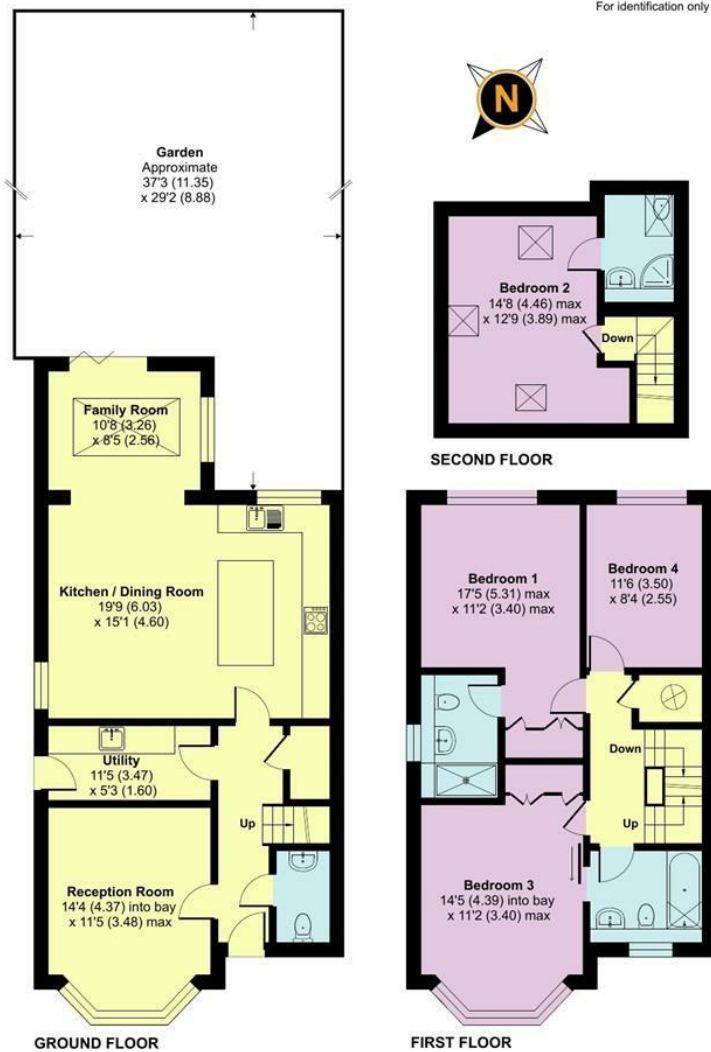 For identification only
N
Garden
Approximate
37'3 (11.35)
x 29'2 (8.88)
Family Room
10'8 (3.26)
x 8'5 (2.56)
Kitchen / Dining Room
19'9 (6.03)
x 15'1 (4.60)
Utility
11'5 (3.47)
x 5'3 (1.60)
Up
Reception Room
14'4 (4.37) into bay
x 11'5 (3.48) max
GROUND FLOOR
Bedroom 2
14'8 (4.46) max
x 12'9 (3.89) max
Down
SECOND FLOOR
Bedroom 1
17'5 (5.31) max
x 11'2 (3.40) max
Bedroom 4
11'6 (3.50)
x 8'4 (2.55)
Down
Up
Bedroom 3
14'5 (4.39) into bay
x 11'2 (3.40) max
FIRST FLOOR